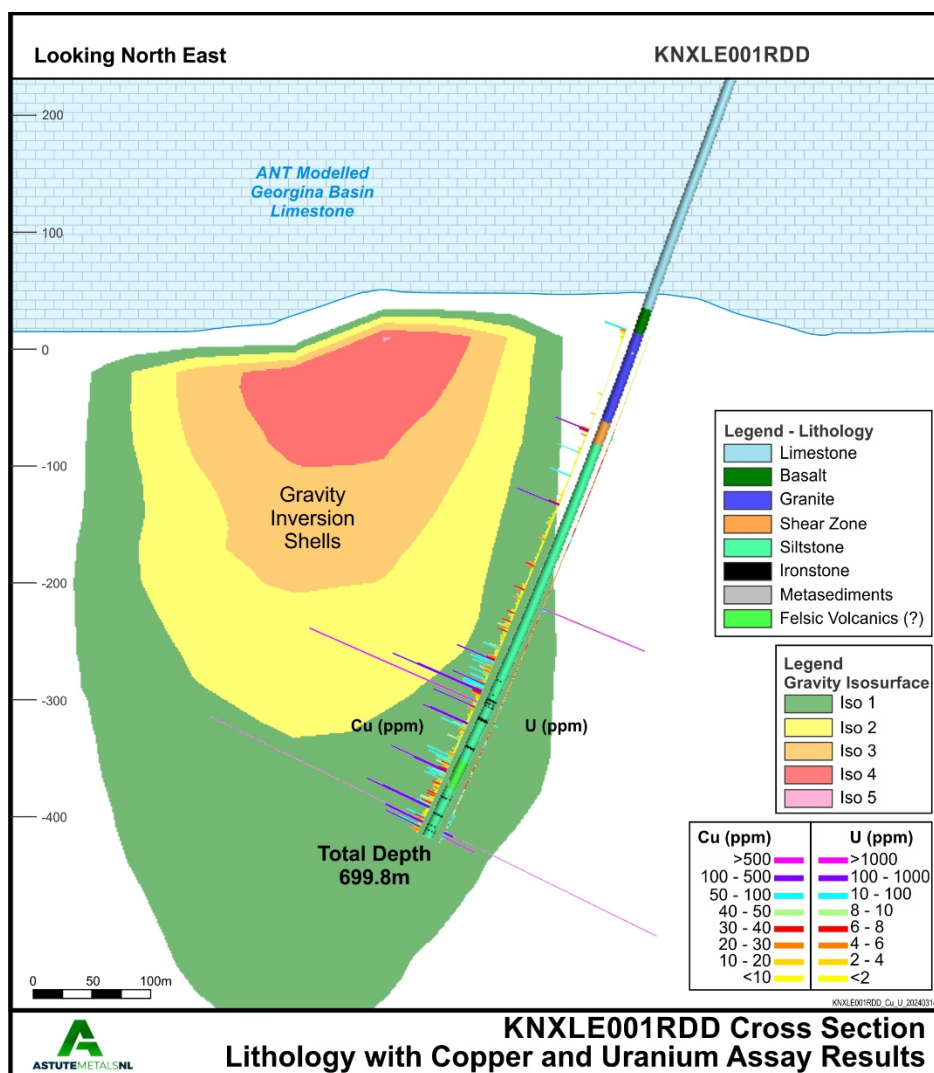 Looking North East
KNXLE001RDD
200
ANT Modelled
Georgina Basin
Limestone
100
0
-100
Gravity
Inversion
Shells
-200
-300
Cu (ppm)
U (ppm)
-400
Total Depth
699.8m
Legend - Lithology
Limestone
Basalt
Granite
Shear Zone
Siltstone
Ironstone
Metasediments
Felsic Volcanics (?)
Legend
Gravity Isosurface
Iso 1
Iso 2
Iso 3
Iso 4
Iso 5
Cu (ppm) U (ppm)
>500 >1000
100 - 500 100 - 1000
50 - 100 10 - 100
40 - 50 8 - 10
30 - 40 6 - 8
20 - 30 4 - 6
10 - 20 2 - 4
<10 <2
0 50 100m
KNXLE001RDD_Cu_U_2024031
ASTUTEMETALSNL
KNXLE001RDD Cross Section
Lithology with Copper and Uranium Assay Results